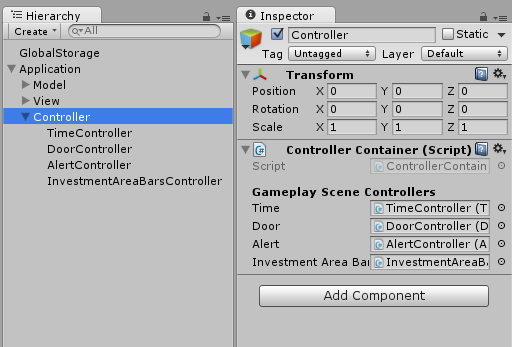 Hierarchy
Create
All
GlobalStorage
Application
Model
View
Controller
TimeController
DoorController
AlertController
InvestmentAreaBarsController
Inspector
Controller
Static
Tag Untagged Layer Default
Transform
Position X 0 Y 0 Z 0
Rotation X 0 Y 0 Z 0
Scale X 1 Y 1 Z 1
Controller Container (Script)
Script ControllerContain
Gameplay Scene Controllers
Time TimeController (T
Door DoorController (D
Alert AlertController (A
Investment Area Bar InvestmentAreaBa
Add Component